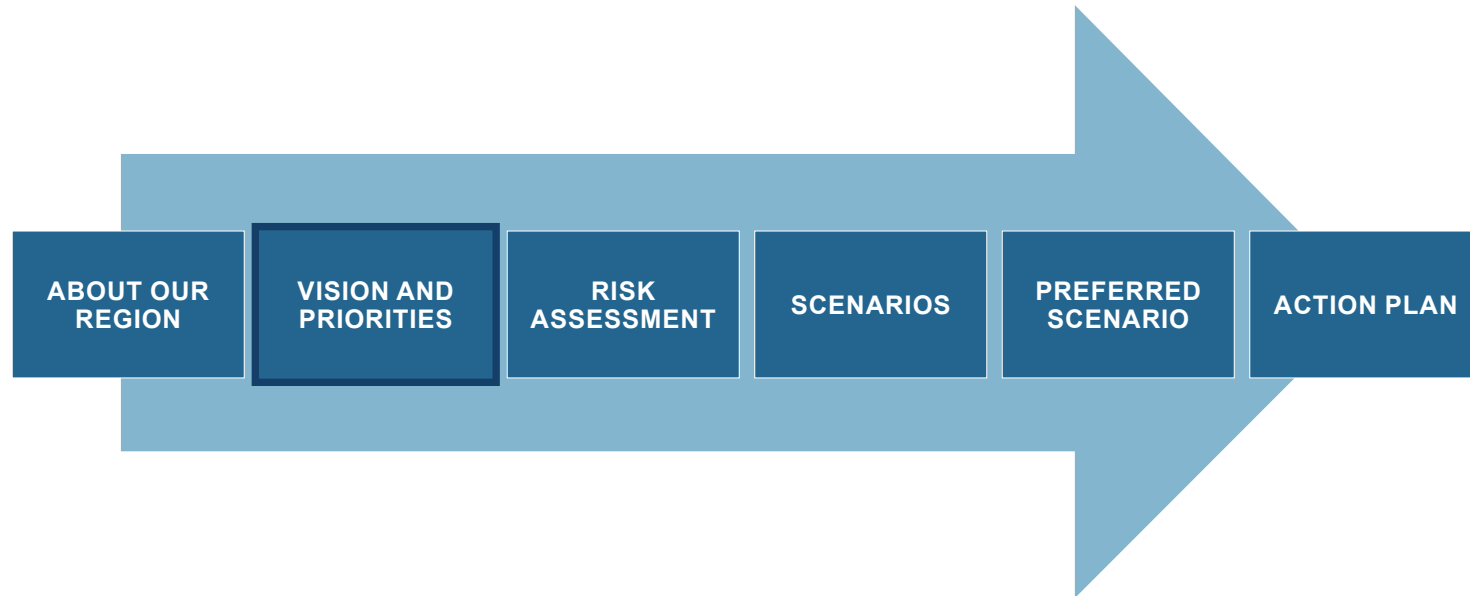 ABOUT OUR
REGION
VISION AND
PRIORITIES
RISK
ASSESSMENT
SCENARIOS
PREFERRED
SCENARIO
ACTION PLAN